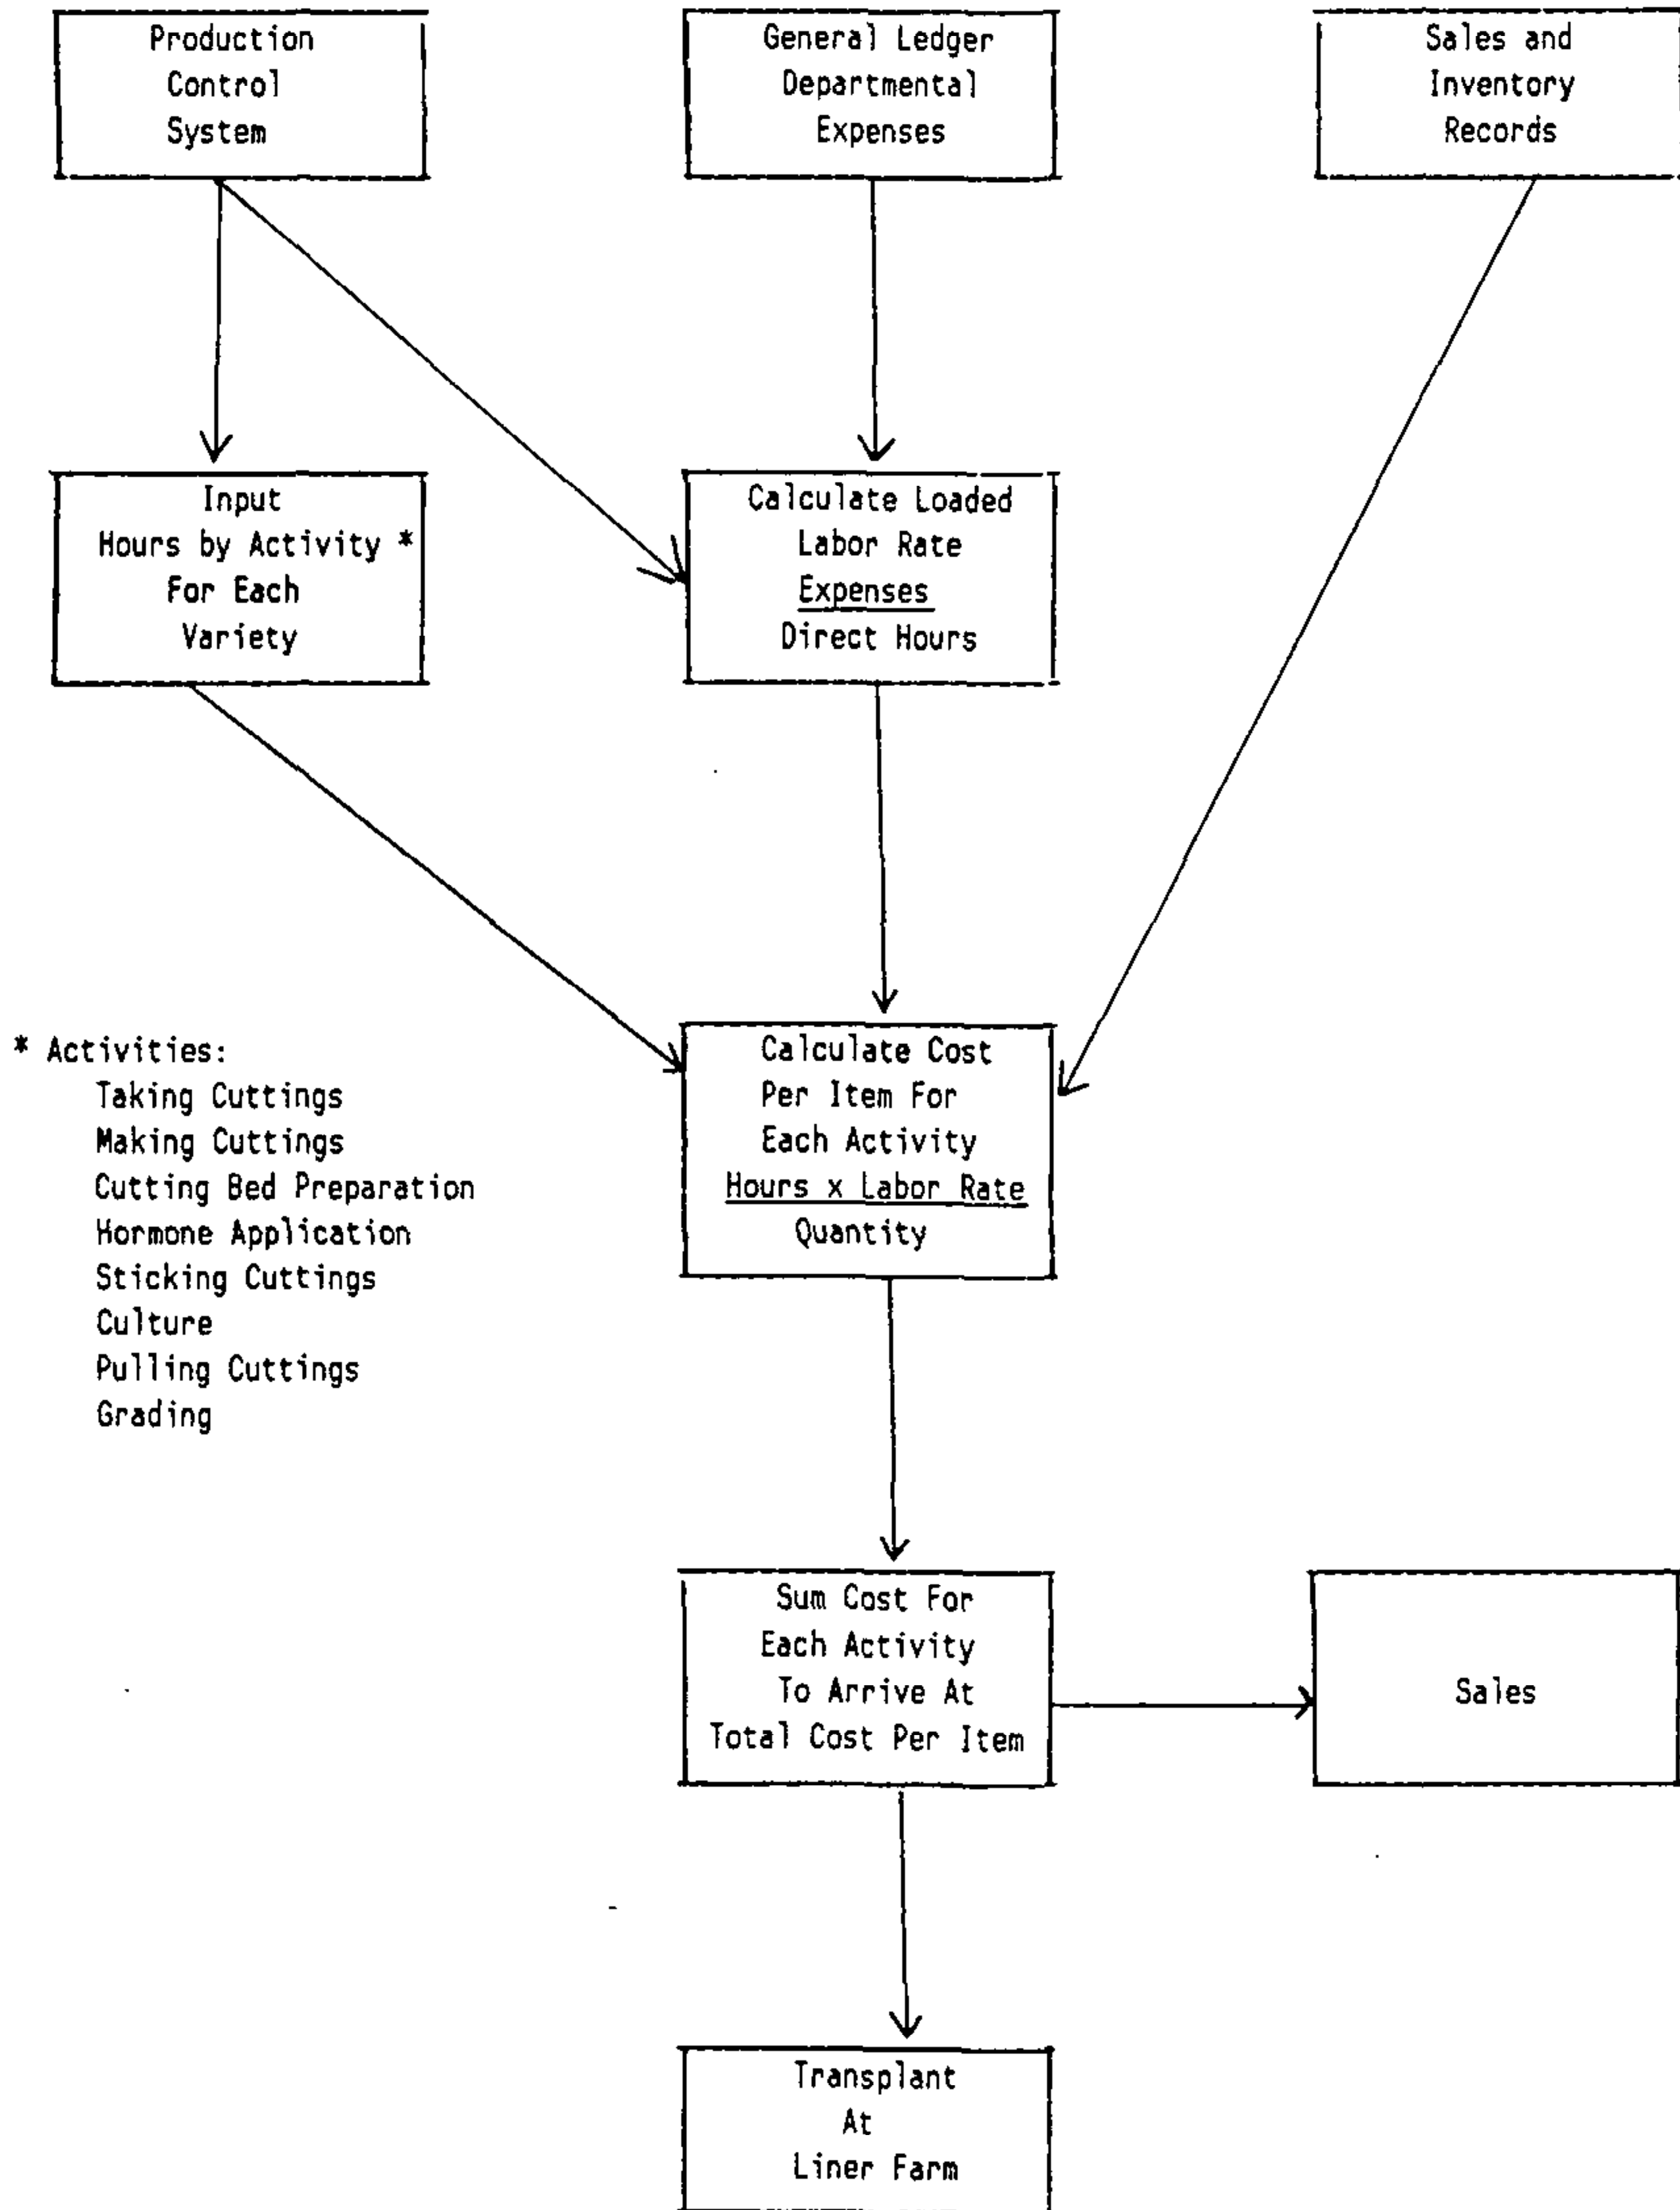 Production
Control
System
General Ledger
Departmental
Expenses
Sales and
Inventory
Records
Input
Hours by Activity *
For Each
Variety
Calculate Loaded
Labor Rate
Expenses
Direct Hours
* Activities:
Taking Cuttings
Making Cuttings
Cutting Bed Preparation
Hormone Application
Sticking Cuttings
Culture
Pulling Cuttings
Grading
Calculate Cost
Per Item For
Each Activity
Hours x Labor Rate
Quantity
Sum Cost For
Each Activity
To Arrive At
Total Cost Per Item
Sales
Transplant
At
Liner Farm